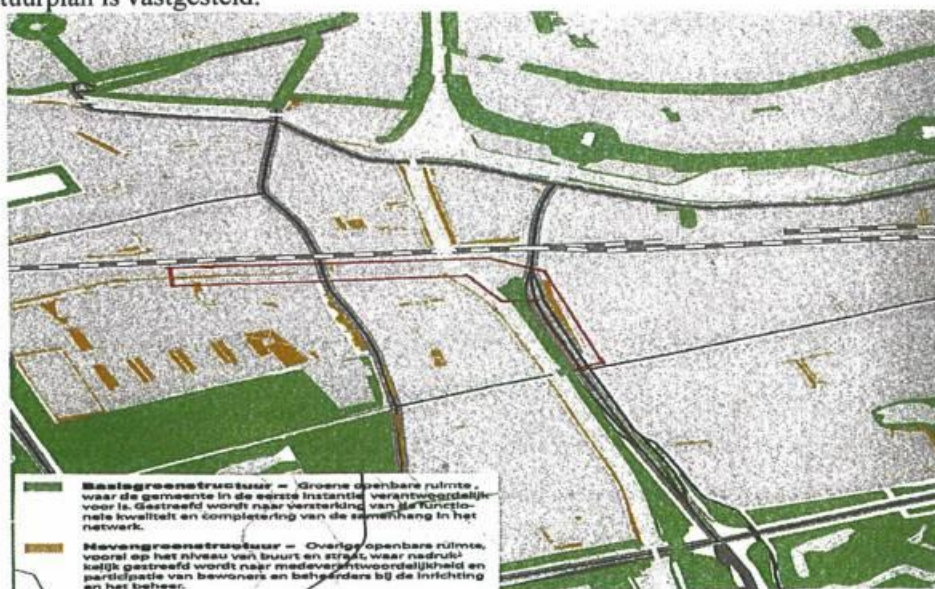 tuurplan is vastgesteld.
Basisgroenstructuur – Groene openbare ruimte,
waar de gemeente in de eerste instantie verantwoordelijk
voor is. Gestreefd wordt naar versterking van de functio-
nele kwaliteit en completering van de samenhang in het
netwerk.
Nevengroenstructuur – Overige openbare ruimte,
vooral op het niveau van buurt en straat, waar nadruk-
kelijk gestreefd wordt naar medeverantwoordelijkheid en
participatie van bewoners en beheerders bij de inrichting
en het beheer.